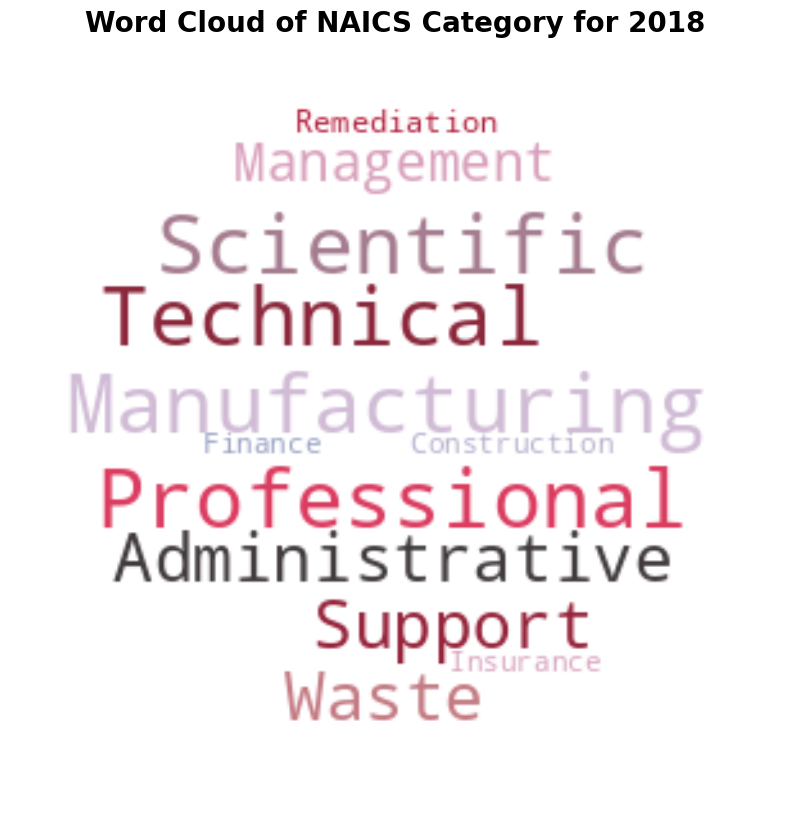 Word Cloud of NAICS Category for 2018
Remediation
Management
Scientific
Technical
Manufacturing
Finance Construction
Professional
Administrative
Support
Insurance
Waste